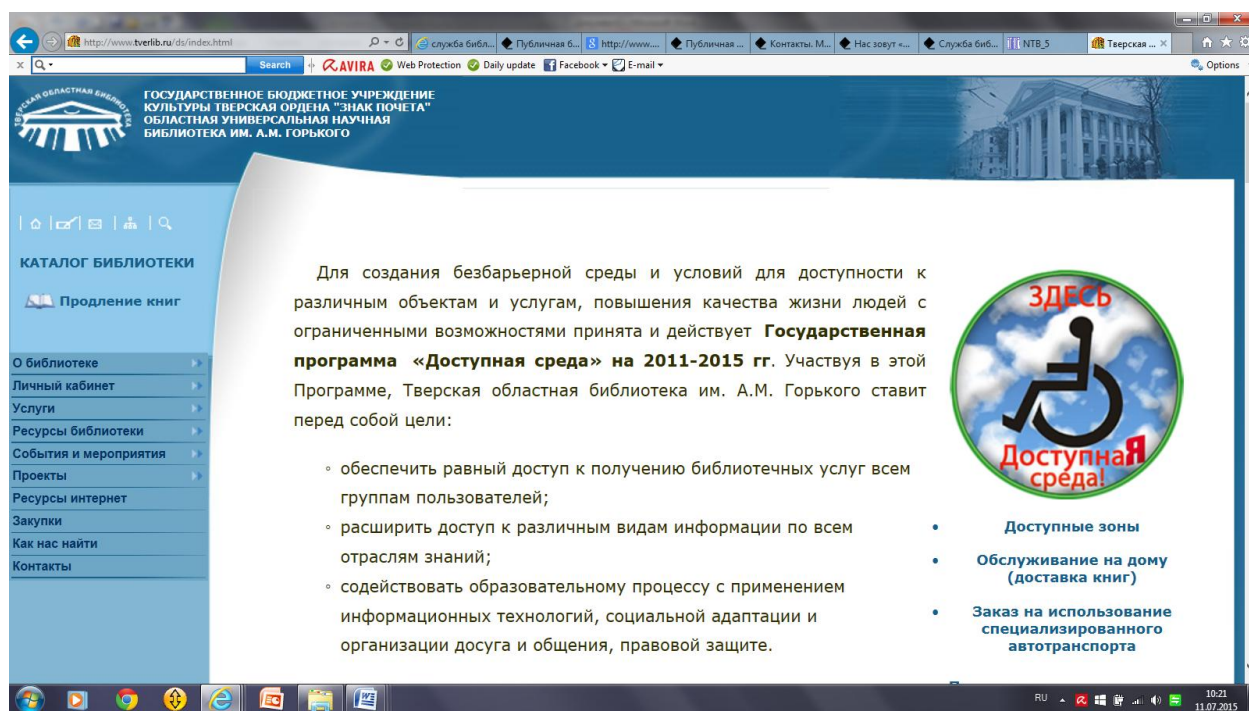 http://www.tverlib.ru/ds/index.html
служба библ...
Публичная б...
http://www....
Публичная ...
Контакты. М...
Нас зовут «...
Служба биб...
NTB_5
Тверская ...
Search
AVIRA
Web Protection
Daily update
Facebook
E-mail
Options
ТВЕРСКАЯ ОБЛАСТНАЯ БИБЛИОТЕКА
ГОСУДАРСТВЕННОЕ БЮДЖЕТНОЕ УЧРЕЖДЕНИЕ
КУЛЬТУРЫ ТВЕРСКАЯ ОРДЕНА "ЗНАК ПОЧЕТА"
ОБЛАСТНАЯ УНИВЕРСАЛЬНАЯ НАУЧНАЯ
БИБЛИОТЕКА ИМ. А.М. ГОРЬКОГО
КАТАЛОГ БИБЛИОТЕКИ
Продление книг
О библиотеке
Личный кабинет
Услуги
Ресурсы библиотеки
События и мероприятия
Проекты
Ресурсы интернет
Закупки
Как нас найти
Контакты
Для создания безбарьерной среды и условий для доступности к
различным объектам и услугам, повышения качества жизни людей с
ограниченными возможностями принята и действует Государственная
программа «Доступная среда» на 2011-2015 гг. Участвуя в этой
Программе, Тверская областная библиотека им. А.М. Горького ставит
перед собой цели:
◦ обеспечить равный доступ к получению библиотечных услуг всем
группам пользователей;
◦ расширить доступ к различным видам информации по всем
отраслям знаний;
◦ содействовать образовательному процессу с применением
информационных технологий, социальной адаптации и
организации досуга и общения, правовой защите.
ЗДЕСЬ
ДоступнаЯ
среда!
• Доступные зоны
• Обслуживание на дому
(доставка книг)
• Заказ на использование
специализированного
автотранспорта
RU
10:21
11.07.2015